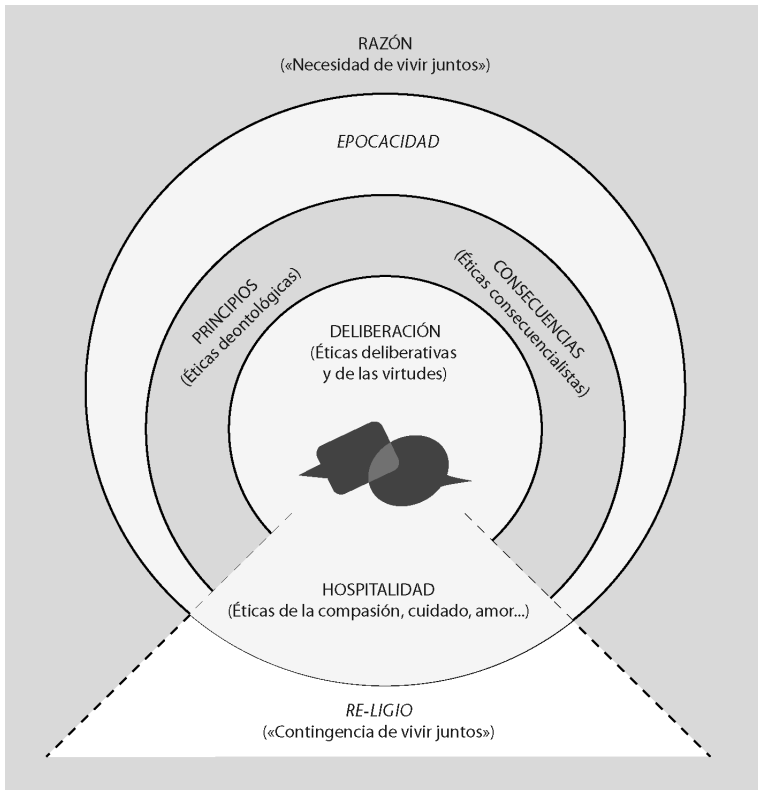 RAZÓN
(«Necesidad de vivir juntos»)
EPOCACIDAD
PRINCIPIOS
(Éticas deontológicas)
CONSECUENCIAS
(Éticas consecuencialistas)
DELIBERACIÓN
(Éticas deliberativas
y de las virtudes)
HOSPITALIDAD
(Éticas de la compasión, cuidado, amor...)
RE-LIGIO
(«Contingencia de vivir juntos»)